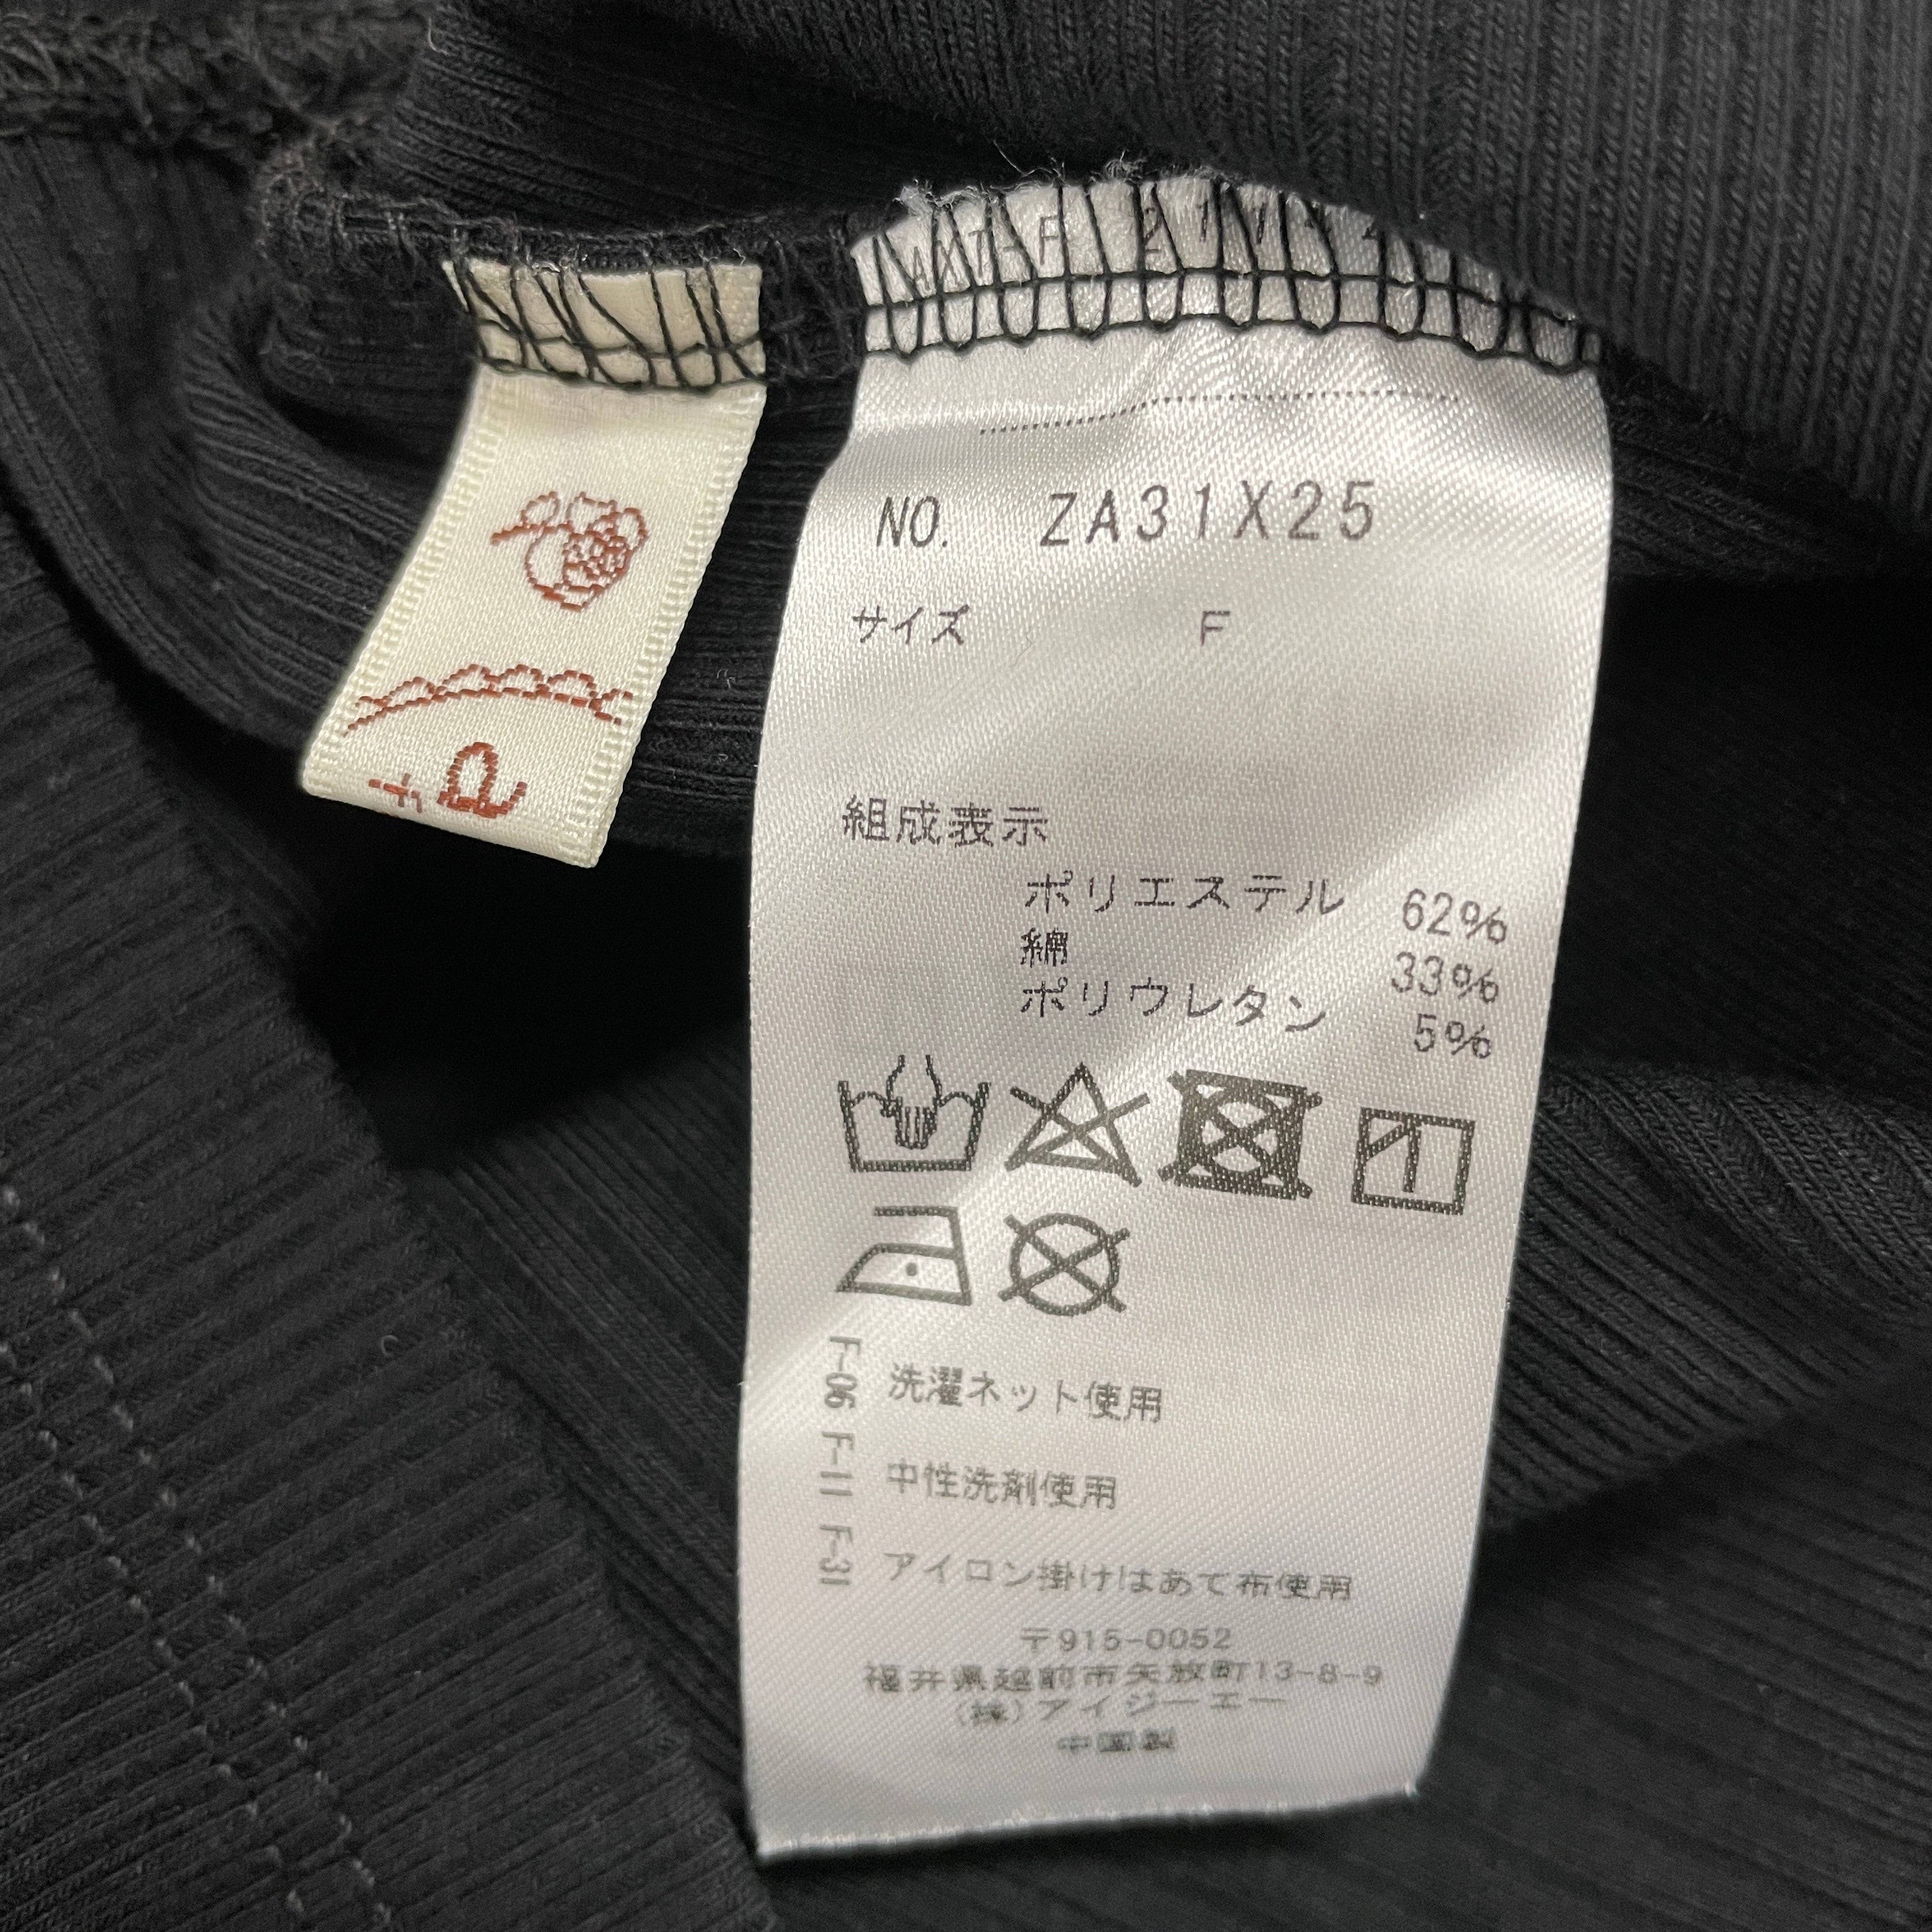 NO. ZA31X25
サイズ F
組成表示
ポリエステル 62%
綿 33%
ポリウレタン 5%
F-06 F-11 F-31
洗濯ネット使用
中性洗剤使用
アイロン掛けはあて布使用
〒915-0052
福井県越前市矢放町13-8-9
(株)アイジーエー
中国製